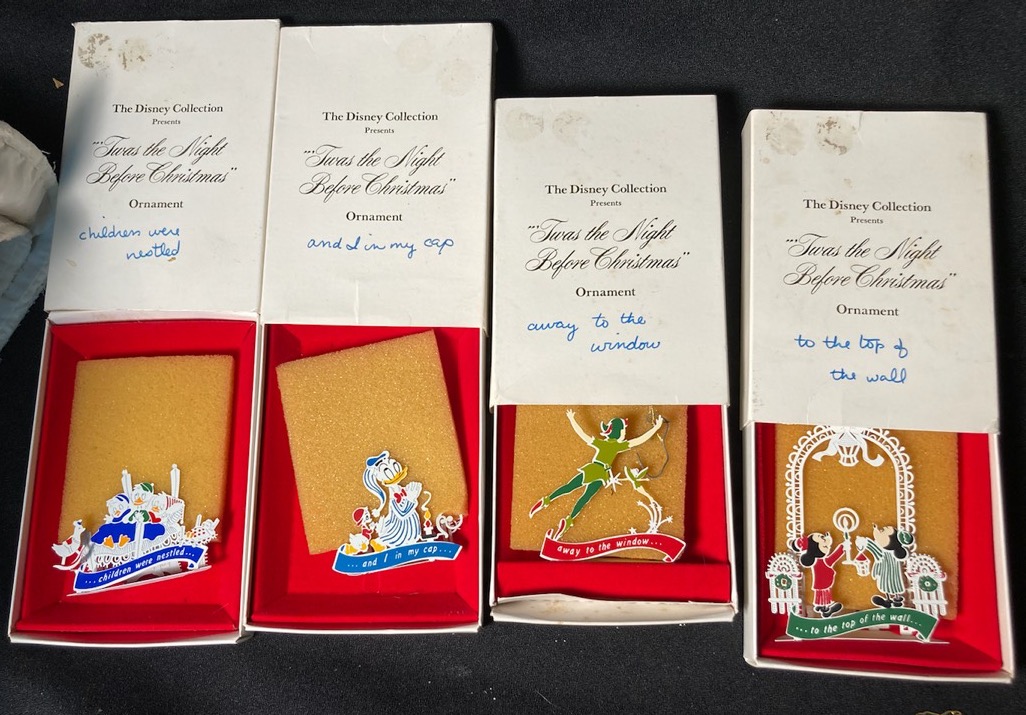 The Disney Collection
Presents
"'Twas the Night
Before Christmas"
Ornament
children were
nestled
...children were nestled...
The Disney Collection
Presents
"'Twas the Night
Before Christmas"
Ornament
and I in my cap
...and I in my cap...
The Disney Collection
Presents
"'Twas the Night
Before Christmas"
Ornament
away to the
window
away to the window...
The Disney Collection
Presents
"'Twas the Night
Before Christmas"
Ornament
to the top of
the wall
...to the top of the wall...